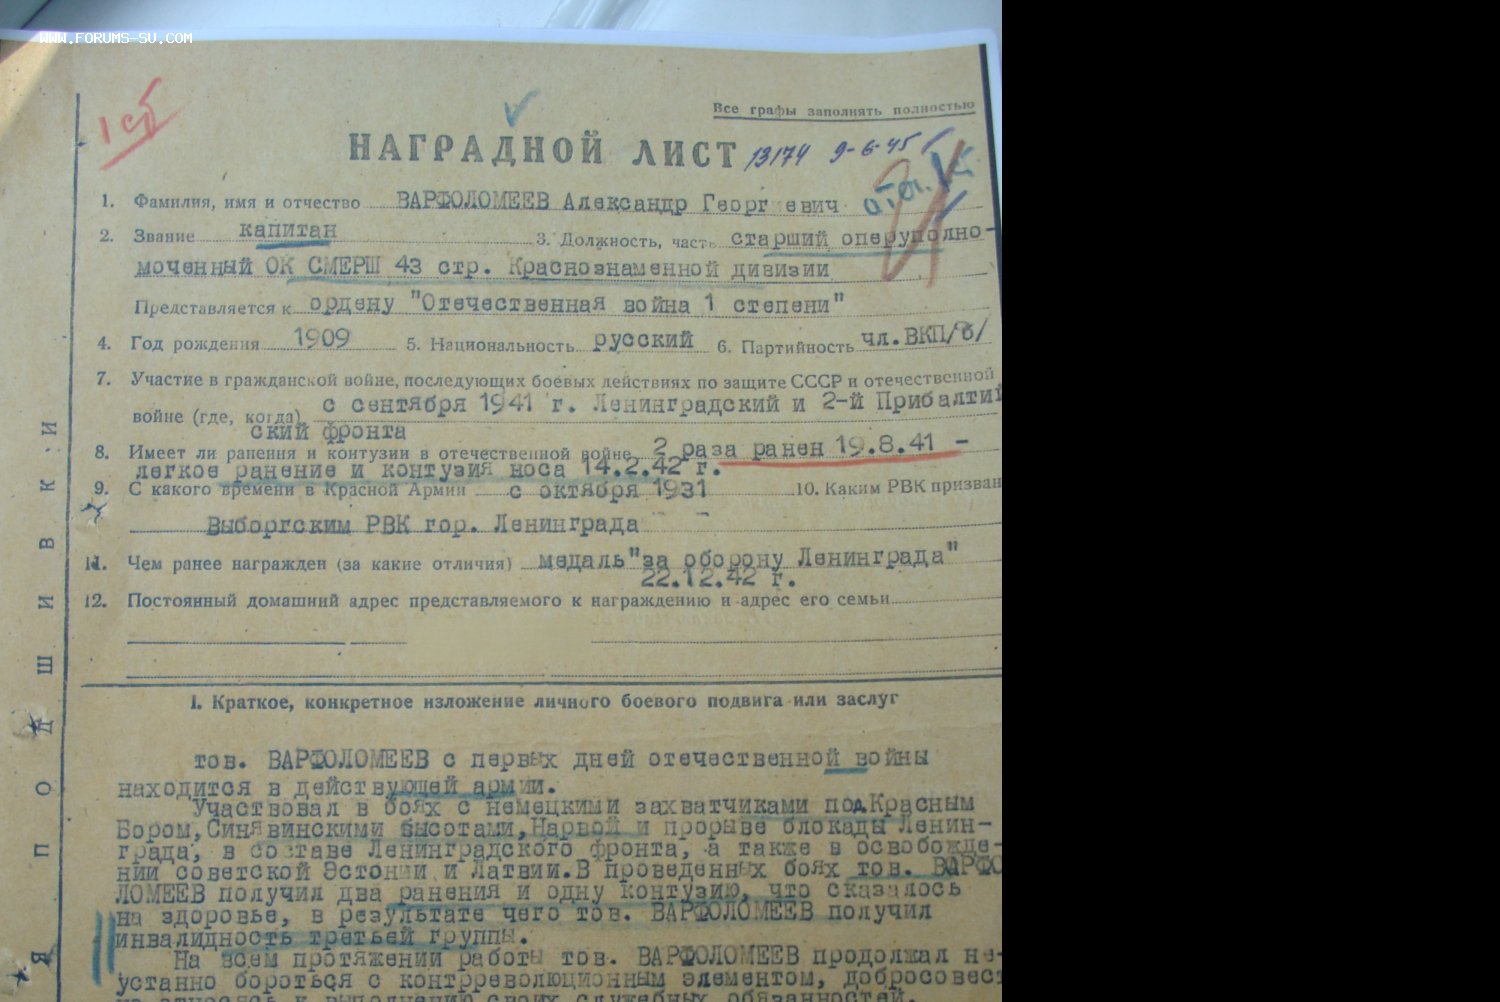 WWW.FORUMS-SU.COM
Все графы заполнять полностью
НАГРАДНОЙ ЛИСТ 13174 9-6-45
1. Фамилия, имя и отчество ВАРФОЛОМЕЕВ Александр Георгиевич
2. Звание капитан 3. Должность, часть старший оперуполно-
моченный ОК СМЕРШ 43 стр. Краснознаменной дивизии
Представляется к ордену "Отечественная война 1 степени"
4. Год рождения 1909 5. Национальность русский 6. Партийность чл.ВКП/б/
7. Участие в гражданской войне, последующих боевых действиях по защите СССР и отечественной
войне (где, когда) с сентября 1941 г. Ленинградский и 2-й Прибалтий
ский фронта
8. Имеет ли ранения и контузии в отечественной войне 2 раза ранен 19.8.41 -
легкое ранение и контузия носа 14.2.42 г.
9. С какого времени в Красной Армии с октября 1931 10. Каким РВК призван
Выборгским РВК гор. Ленинграда
11. Чем ранее награжден (за какие отличия) медаль "за оборону Ленинграда"
22.12.42 г.
12. Постоянный домашний адрес представляемого к награждению и адрес его семьи
I. Краткое, конкретное изложение личного боевого подвига или заслуг
тов. ВАРФОЛОМЕЕВ с первых дней отечественной войны
находится в действующей армии.
Участвовал в боях с немецкими захватчиками под Красным
Бором, Синявинскими высотами, Нарвой и прорыве блокады Ленин-
града, в составе Ленинградского фронта, а также в освобожде-
нии советской Эстонии и Латвии. В проведенных боях тов. ВАРФО
ЛОМЕЕВ получил два ранения и одну контузию, что сказалось
на здоровье, в результате чего тов. ВАРФОЛОМЕЕВ получил
инвалидность третьей группы.
На всем протяжении работы тов. ВАРФОЛОМЕЕВ продолжал не-
устанно бороться с контрреволюционным элементом, добросовест
но относясь к выполнению своих служебных обязанностей.
Я ПОДШИВКИ